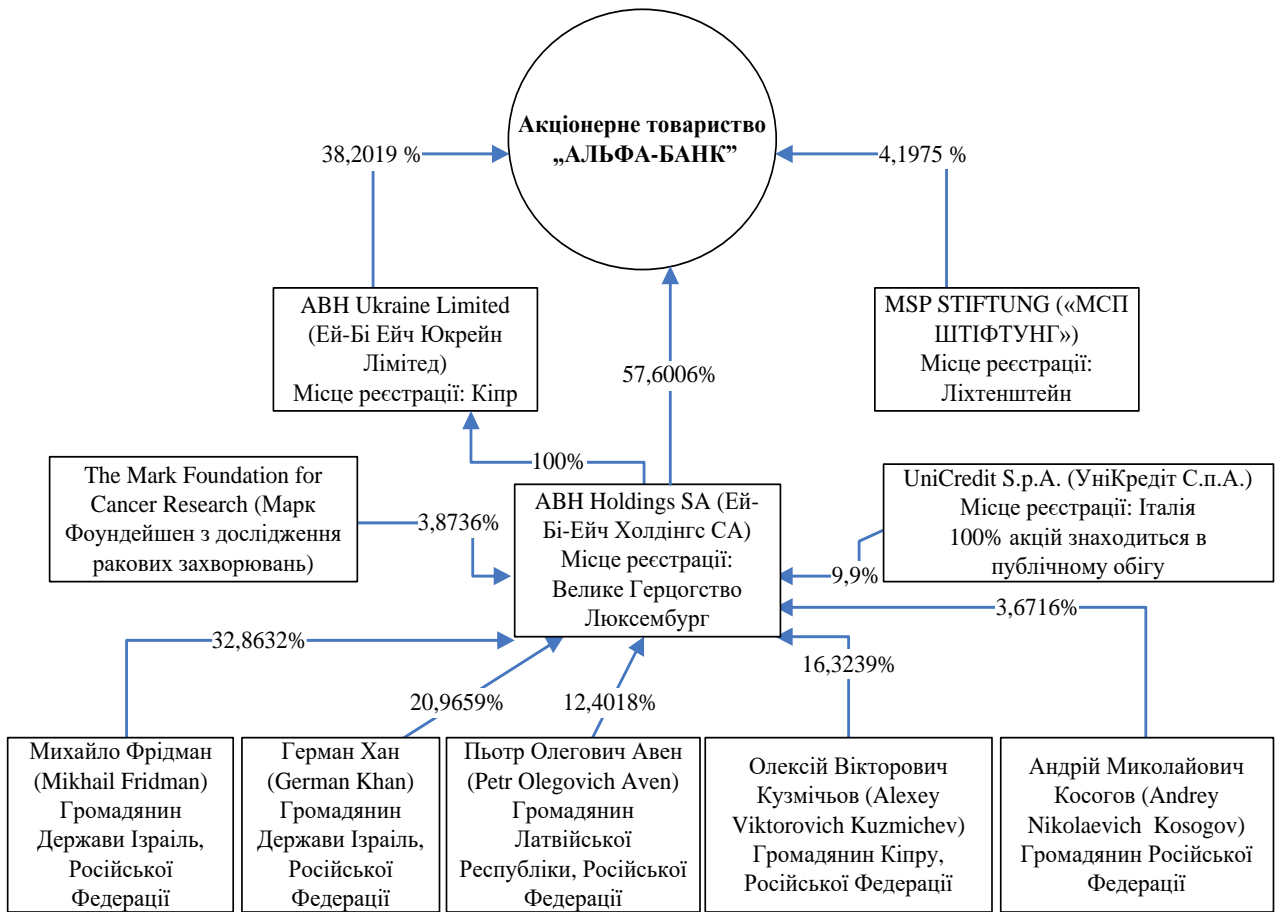 Акціонерне товариство
„АЛЬФА-БАНК”
38,2019 %
4,1975 %
ABH Ukraine Limited
(Ей-Бі Ейч Юкрейн
Лімітед)
Місце реєстрації: Кіпр
57,6006%
MSP STIFTUNG («МСП
ШТІФТУНГ»)
Місце реєстрації:
Ліхтенштейн
100%
The Mark Foundation for
Cancer Research (Марк
Фоундейшен з дослідження
ракових захворювань)
3,8736%
ABH Holdings SA (Ей-
Бі-Ейч Холдінгс СА)
Місце реєстрації:
Велике Герцогство
Люксембург
UniCredit S.p.A. (УніКредіт С.п.А.)
Місце реєстрації: Італія
100% акцій знаходиться в
публічному обігу
9,9%
3,6716%
32,8632%
16,3239%
20,9659%
12,4018%
Михайло Фрідман
(Mikhail Fridman)
Громадянин
Держави Ізраіль,
Російської
Федерації
Герман Хан
(German Khan)
Громадянин
Держави Ізраіль,
Російської
Федерації
Пьотр Олегович Авен
(Petr Olegovich Aven)
Громадянин
Латвійської
Республіки, Російської
Федерації
Олексій Вікторович
Кузмічьов (Alexey
Viktorovich Kuzmichev)
Громадянин Кіпру,
Російської Федерації
Андрій Миколайович
Косогов (Andrey
Nikolaevich Kosogov)
Громадянин Російської
Федерації